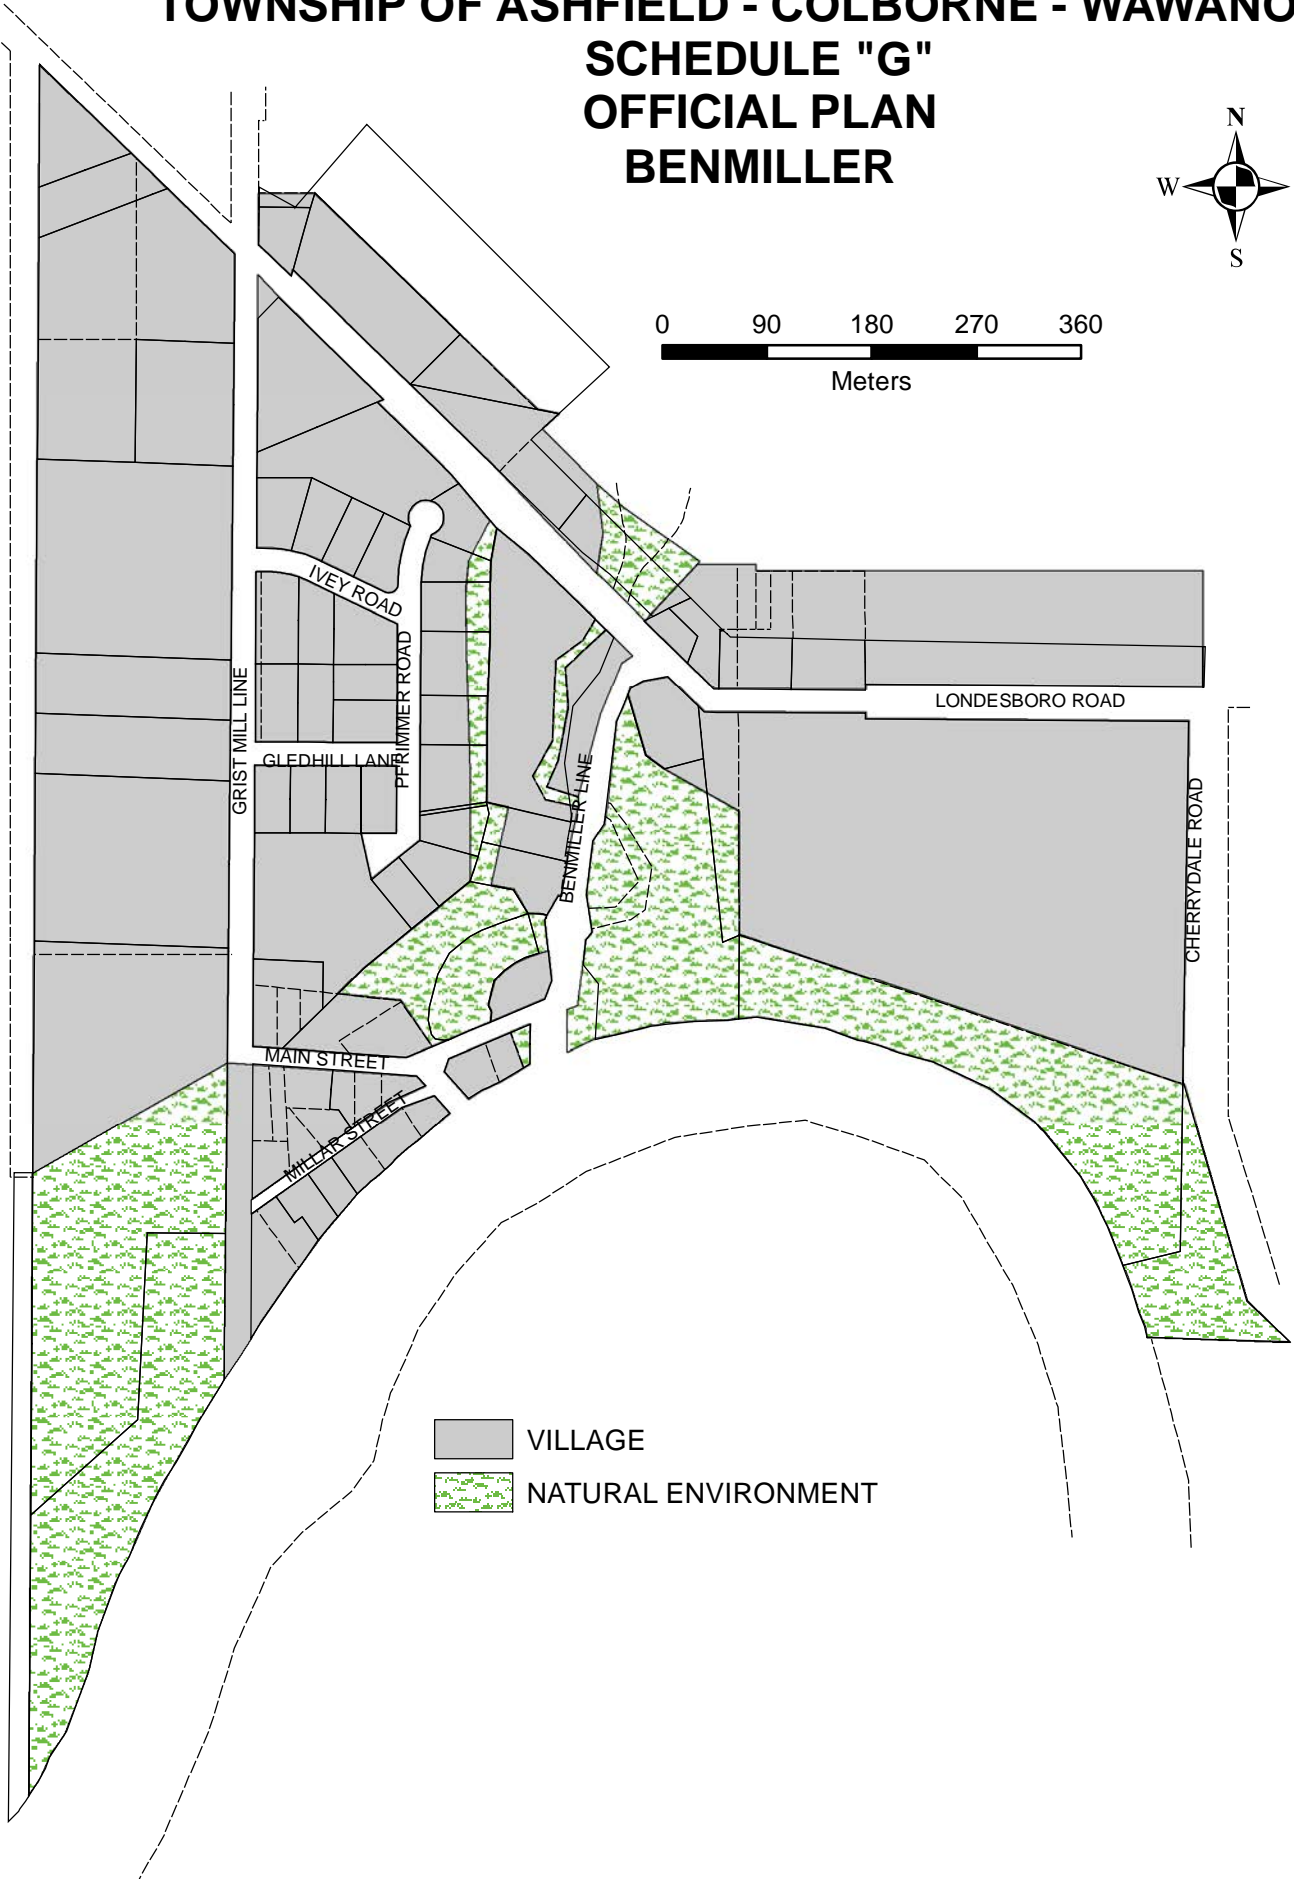 TOWNSHIP OF ASHFIELD - COLBORNE - WAWANO
SCHEDULE "G"
OFFICIAL PLAN
BENMILLER
N
W
S
0 90 180 270 360
Meters
IVEY ROAD
PFRIMMER ROAD
GRIST MILL LINE
GLEDHILL LANE
LONDESBORO ROAD
BENMILLER LINE
CHERRYDALE ROAD
MAIN STREET
MILLAR STREET
VILLAGE
NATURAL ENVIRONMENT